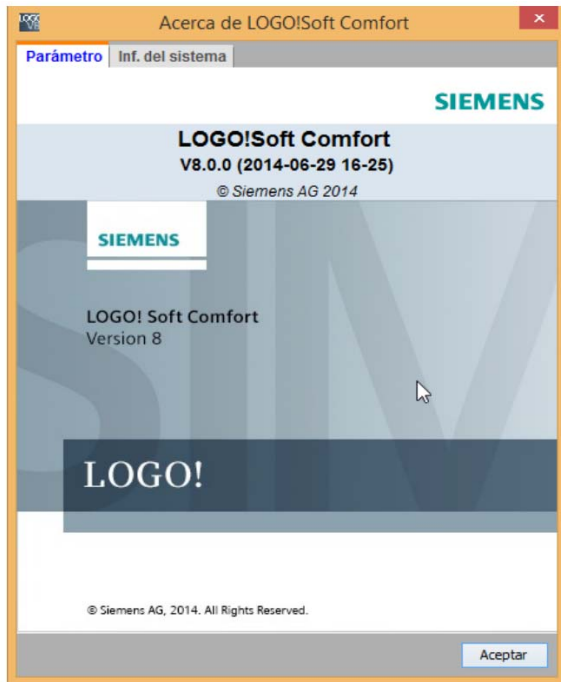 Acerca de LOGO!Soft Comfort
Parámetro Inf. del sistema
SIEMENS
LOGO!Soft Comfort
V8.0.0 (2014-06-29 16-25)
© Siemens AG 2014
SIEMENS
LOGO! Soft Comfort
Version 8
LOGO!
© Siemens AG, 2014. All Rights Reserved.
Aceptar